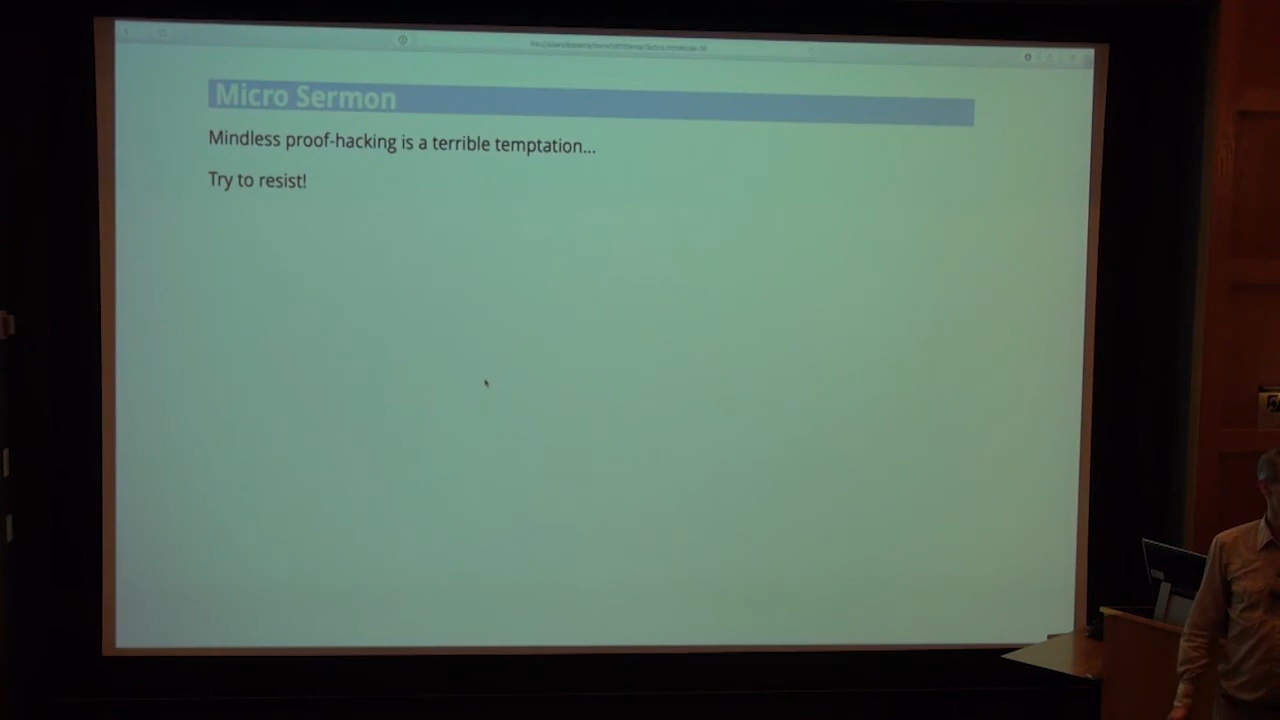 Micro Sermon
Mindless proof-hacking is a terrible temptation...
Try to resist!